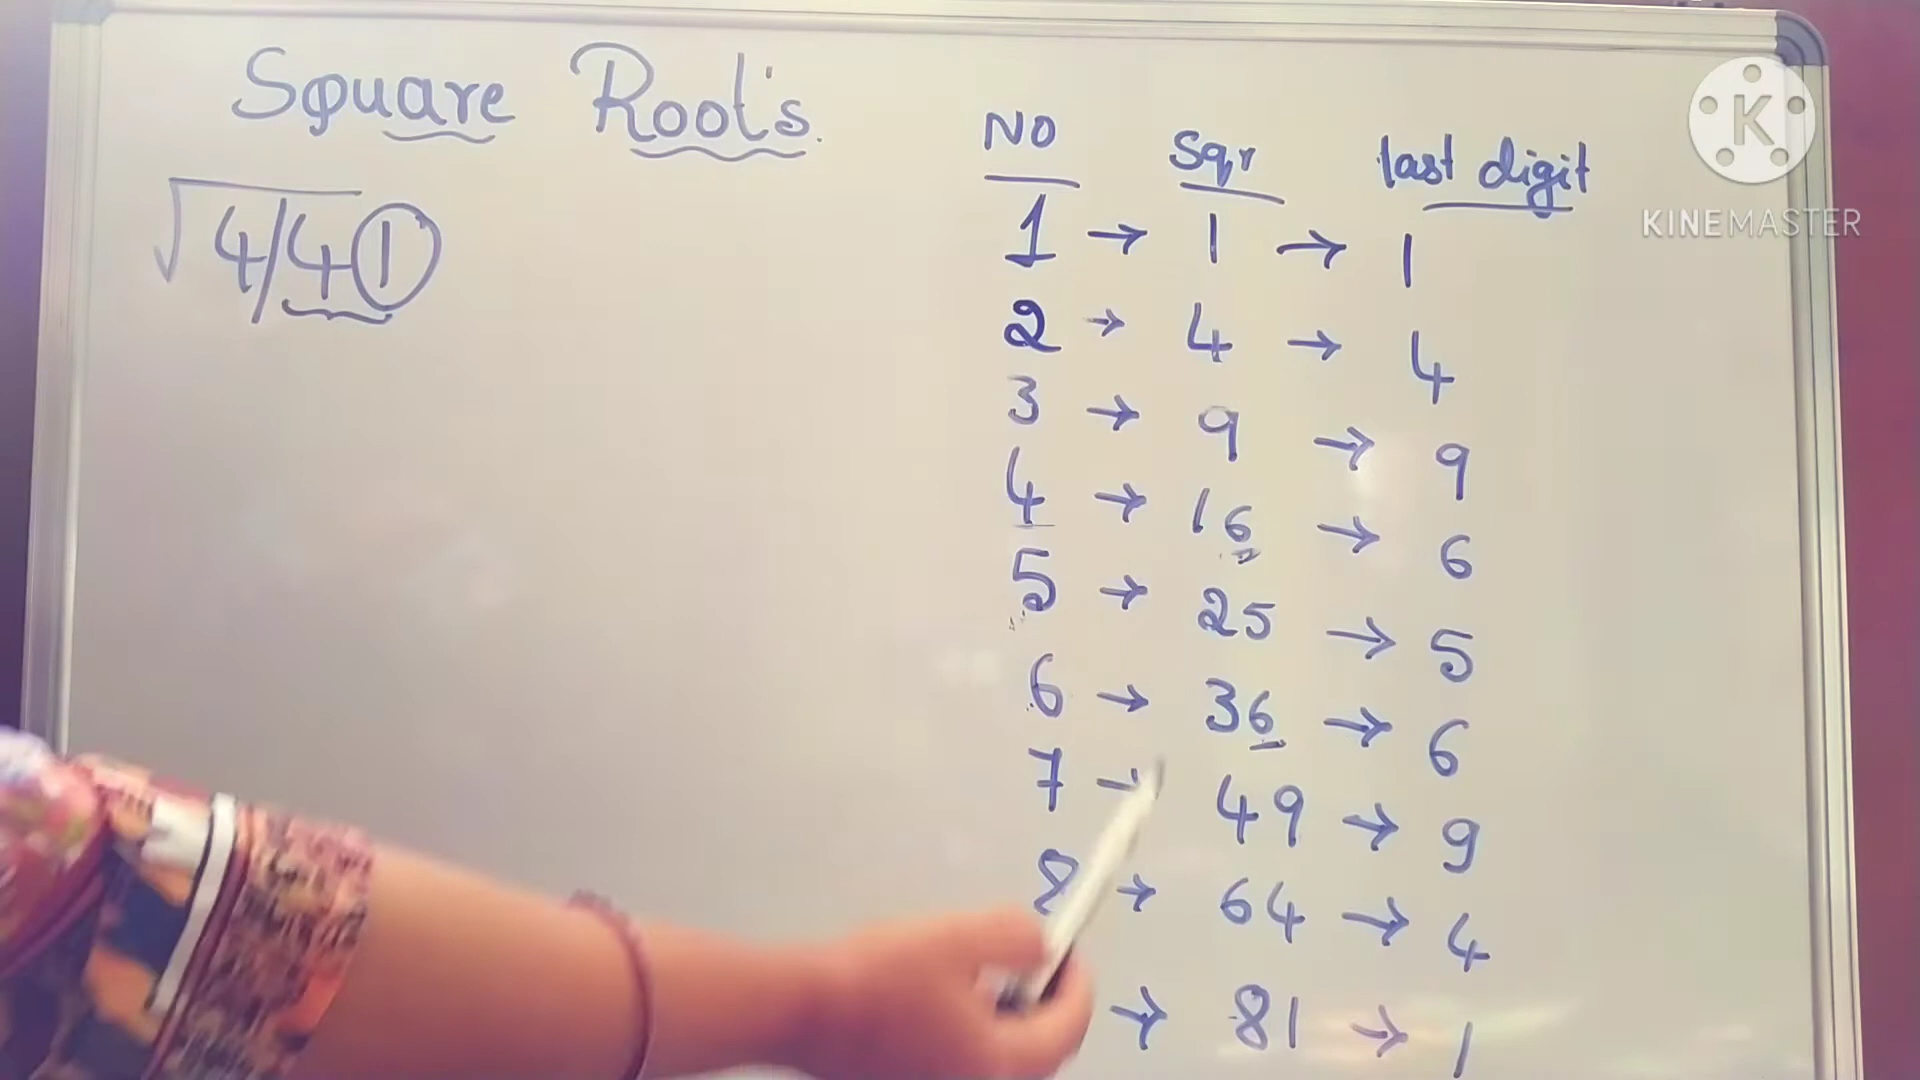 Square Roots.
√4/41
NO Sqr last digit
1 → 1 → 1
2 → 4 → 4
3 → 9 → 9
4 → 16 → 6
5 → 25 → 5
6 → 36 → 6
7 → 49 → 9
8 → 64 → 4
→ 81 → 1
K
KINEMASTER